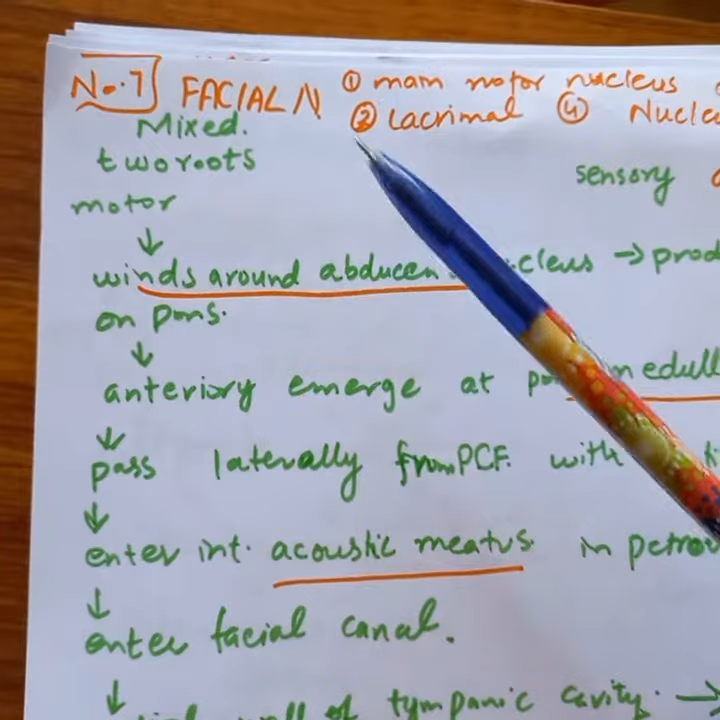 No.7 FACIAL N ① main motor nucleus
Mixed. ② Lacrimal ④ Nucle
two roots sensory
motor
↓
winds around abducen cleus → prod
on pons.
↓
anteriory emerge at medull
↓
pass laterally from PCF. with
↓
enter int. acoustic meatus. in petro
↓
enter facial canal.
↓
of tympanic cavity. →